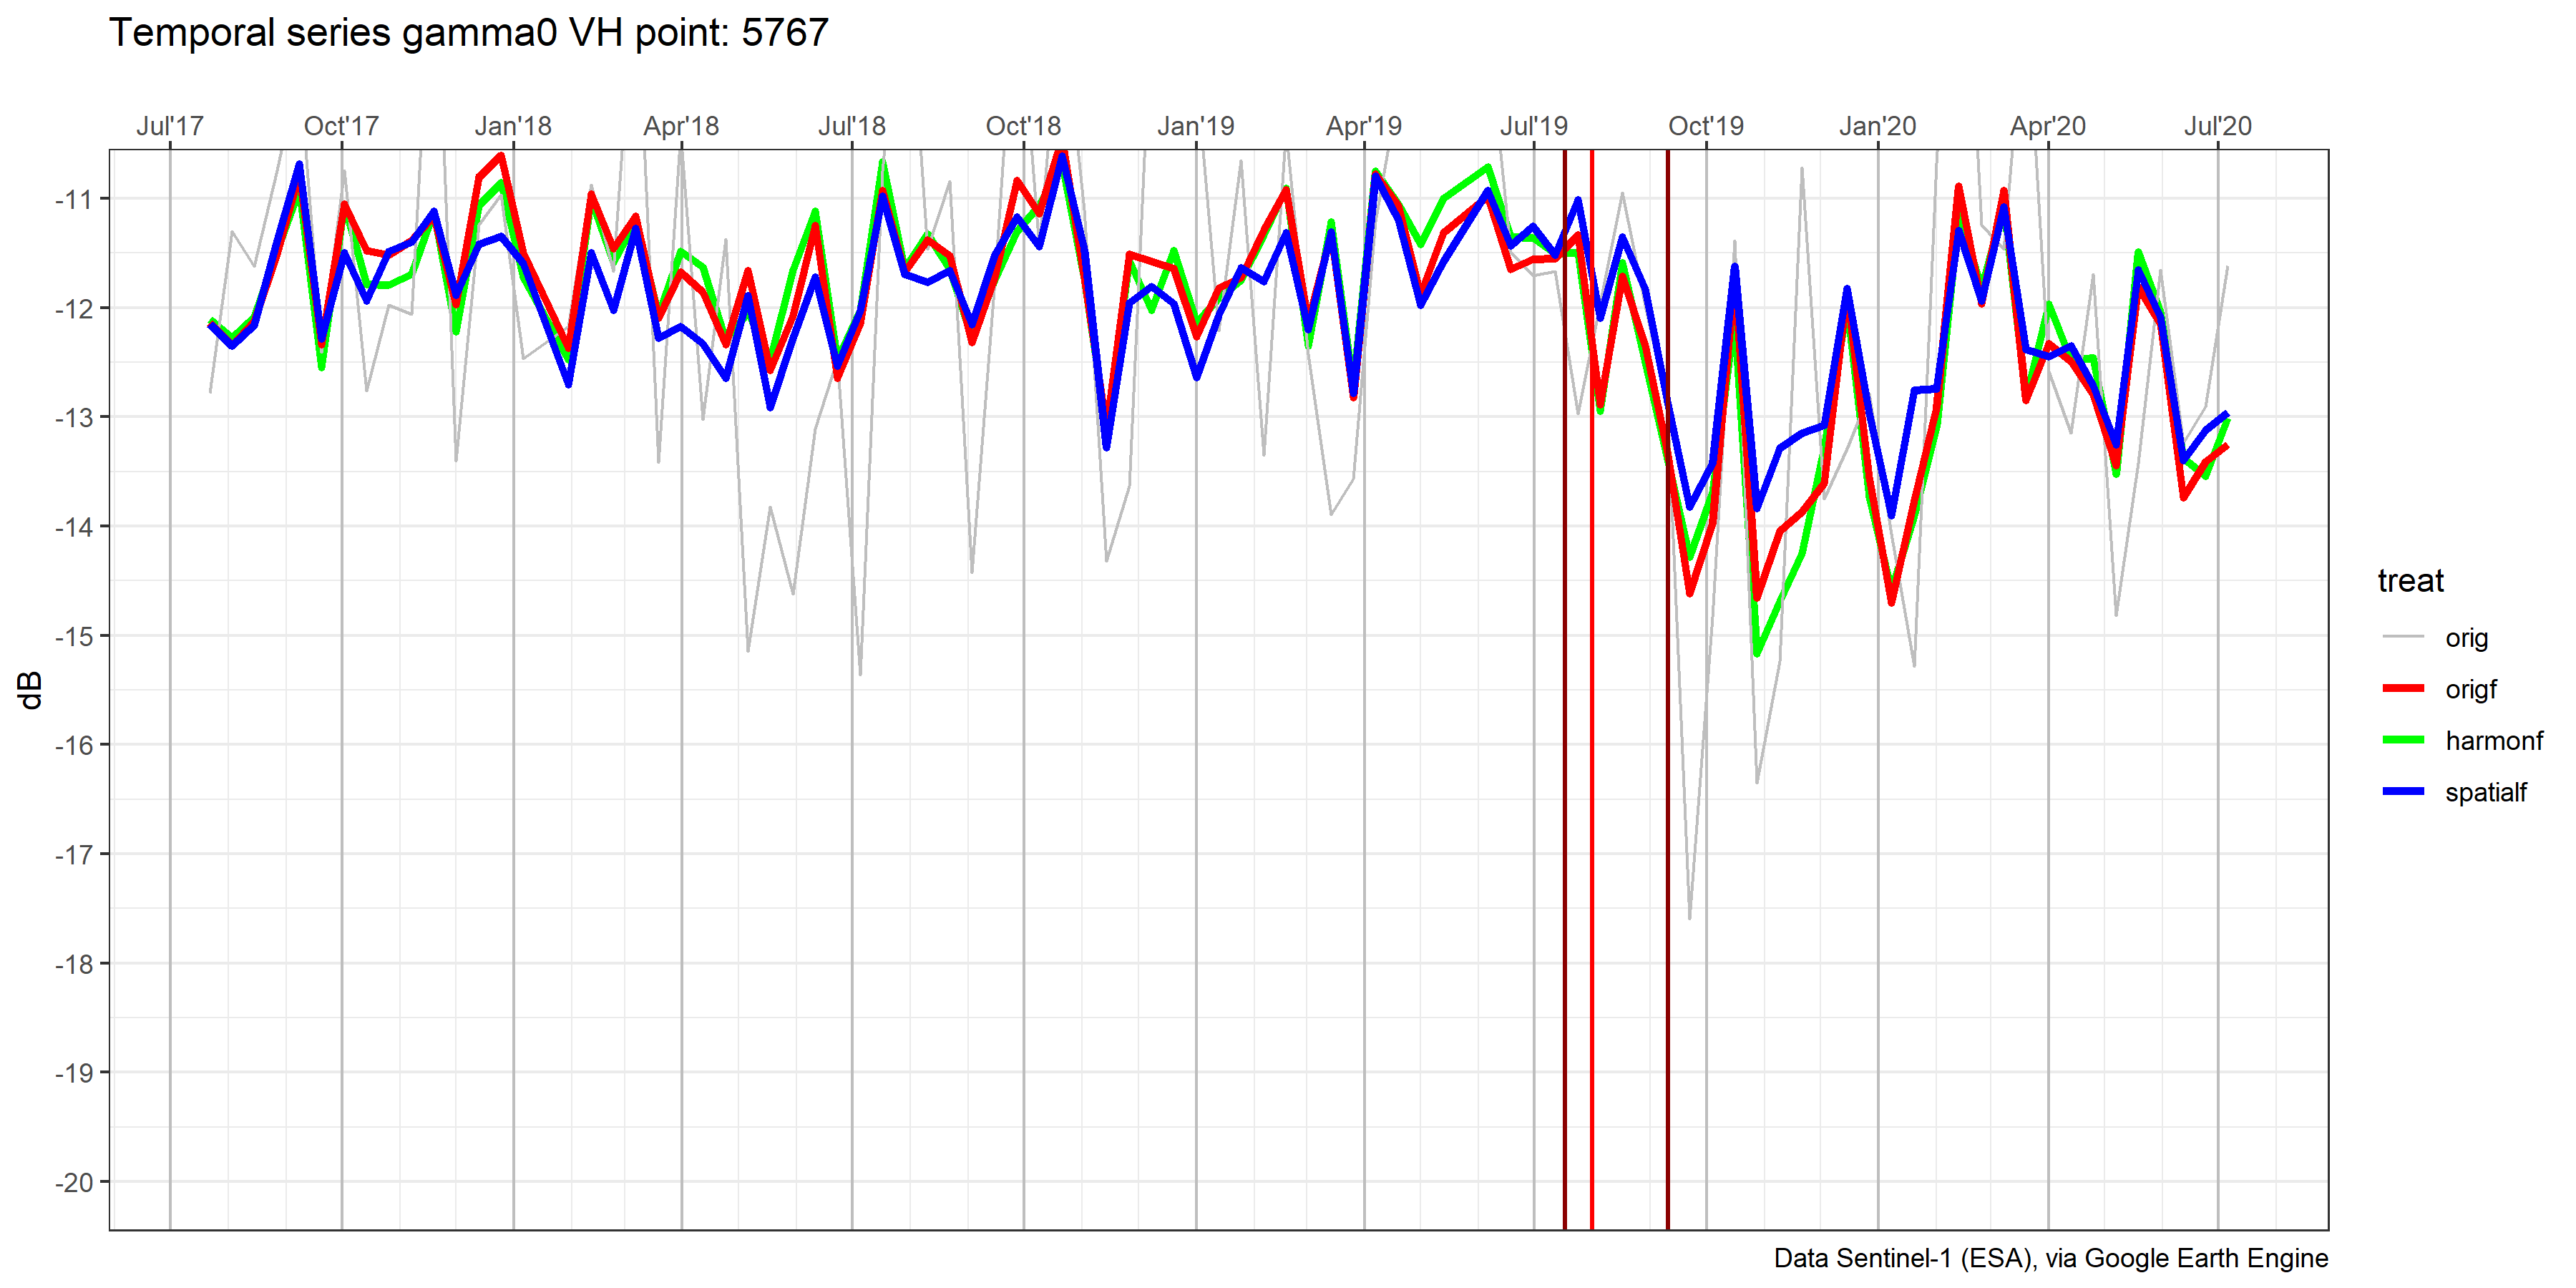 Temporal series gamma0 VH point: 5767
Jul'17 Oct'17 Jan'18 Apr'18 Jul'18 Oct'18 Jan'19 Apr'19 Jul'19 Oct'19 Jan'20 Apr'20 Jul'20
-11
-12
-13
-14
-15
-16
-17
-18
-19
-20
dB
treat
orig
origf
harmonf
spatialf
Data Sentinel-1 (ESA), via Google Earth Engine